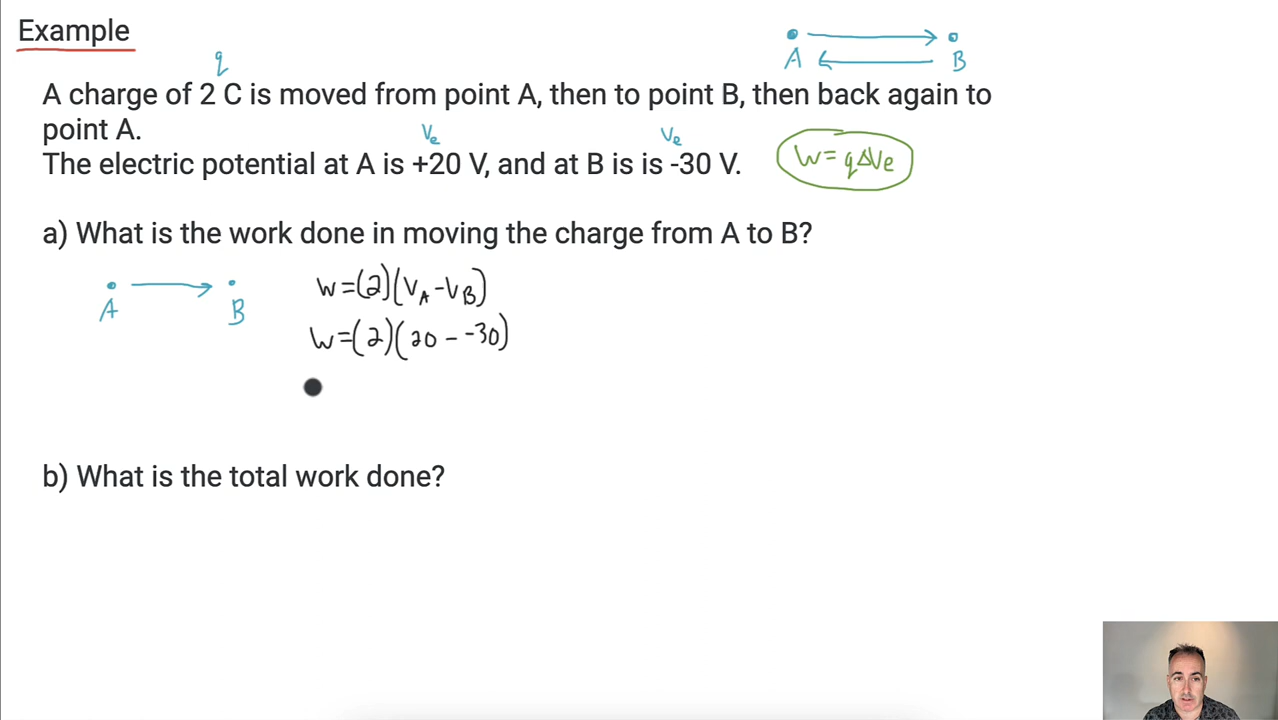 Example
A B
q
A charge of 2 C is moved from point A, then to point B, then back again to
point A.
Ve Ve
The electric potential at A is +20 V, and at B is is -30 V.
W = qΔVe
a) What is the work done in moving the charge from A to B?
A B
W=(2)(VA-VB)
W=(2)(20 - -30)
b) What is the total work done?